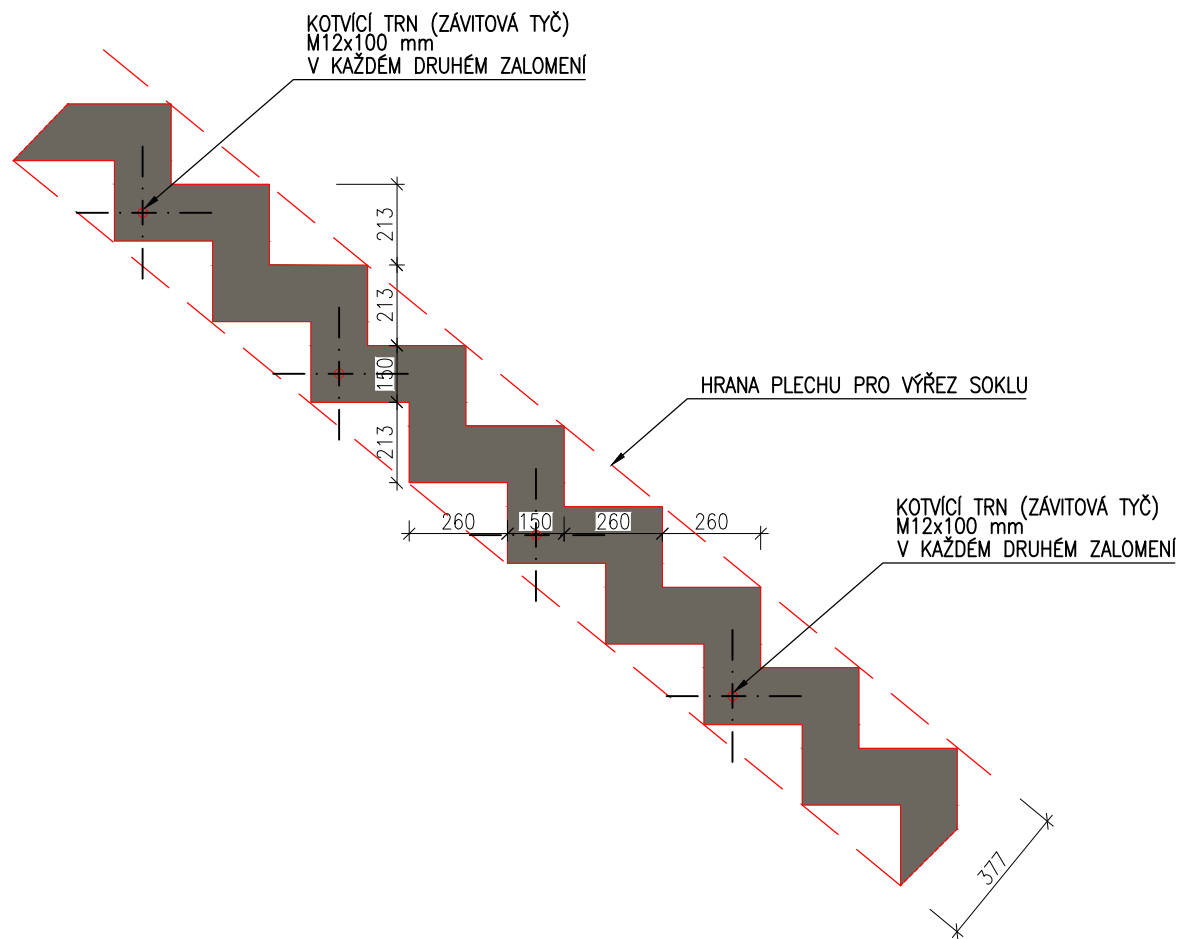 KOTVÍCÍ TRN (ZÁVITOVÁ TYČ)
M12x100 mm
V KAŽDÉM DRUHÉM ZALOMENÍ
213
213
150
213
HRANA PLECHU PRO VÝŘEZ SOKLU
260
150
260
260
KOTVÍCÍ TRN (ZÁVITOVÁ TYČ)
M12x100 mm
V KAŽDÉM DRUHÉM ZALOMENÍ
377